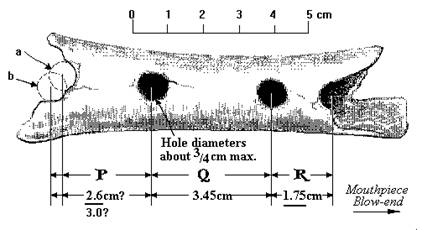 0 1 2 3 4 5 cm
a
b
Hole diameters
about 3/4 cm max.
P Q R
2.6cm? 3.45cm 1.75cm
3.0?
Mouthpiece
Blow-end